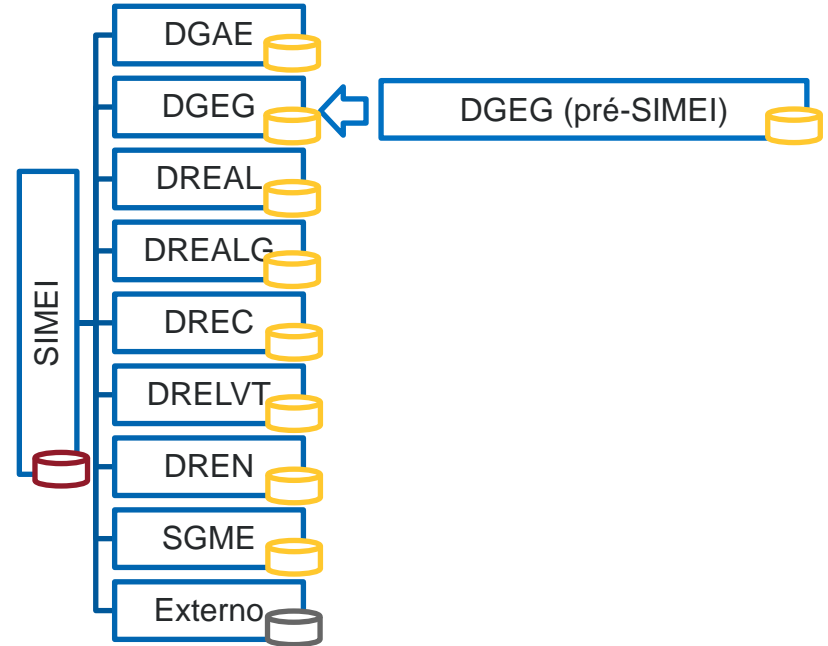 SIMEI
DGAE
DGEG
DGEG (pré-SIMEI)
DREAL
DREALG
DREC
DRELVT
DREN
SGME
Externo